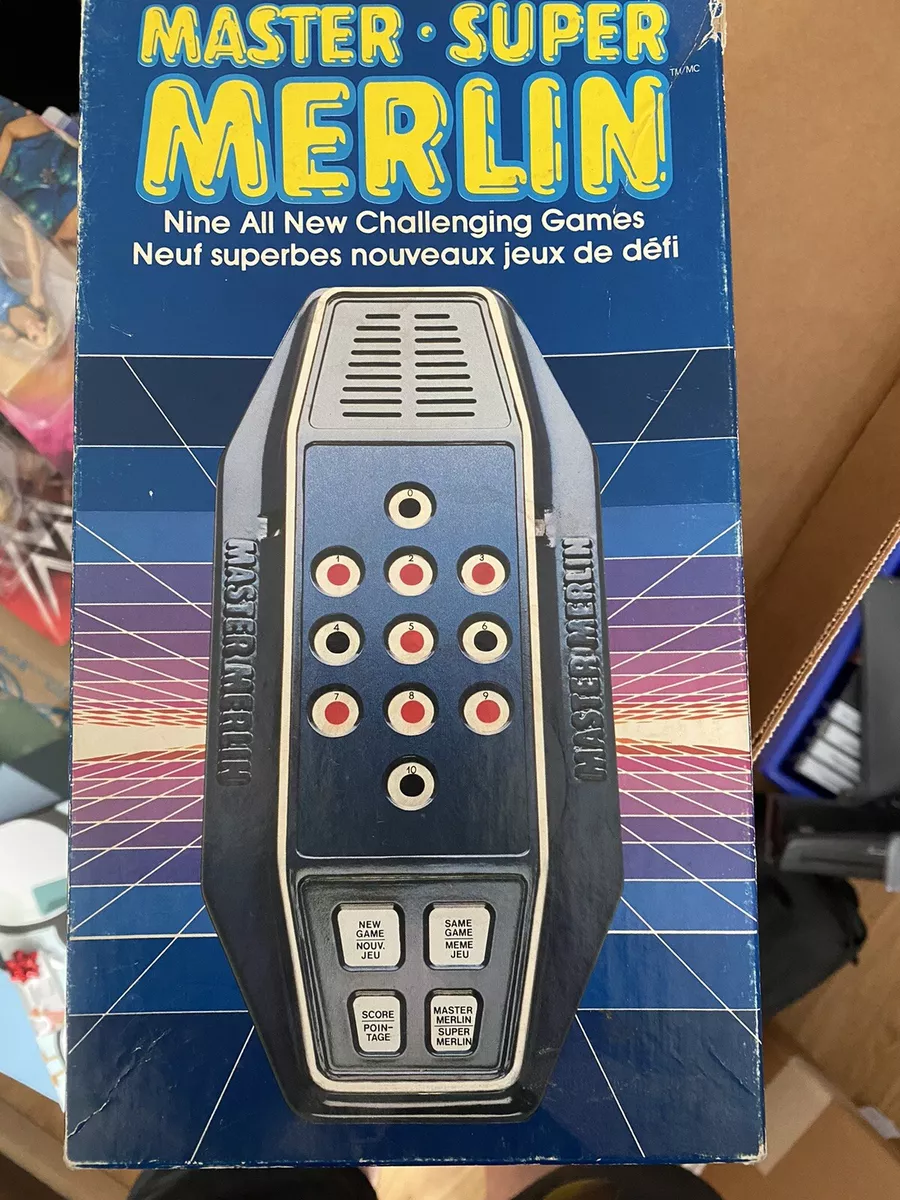 MASTER · SUPER
MERLIN
TM/MC
Nine All New Challenging Games
Neuf superbes nouveaux jeux de défi
0
1 2 3
4 5 6
7 8 9
10
MASTER MERLIN
MASTER MERLIN
NEW
GAME
NOUV.
JEU
SAME
GAME
MEME
JEU
SCORE
POIN-
TAGE
MASTER
MERLIN
SUPER
MERLIN